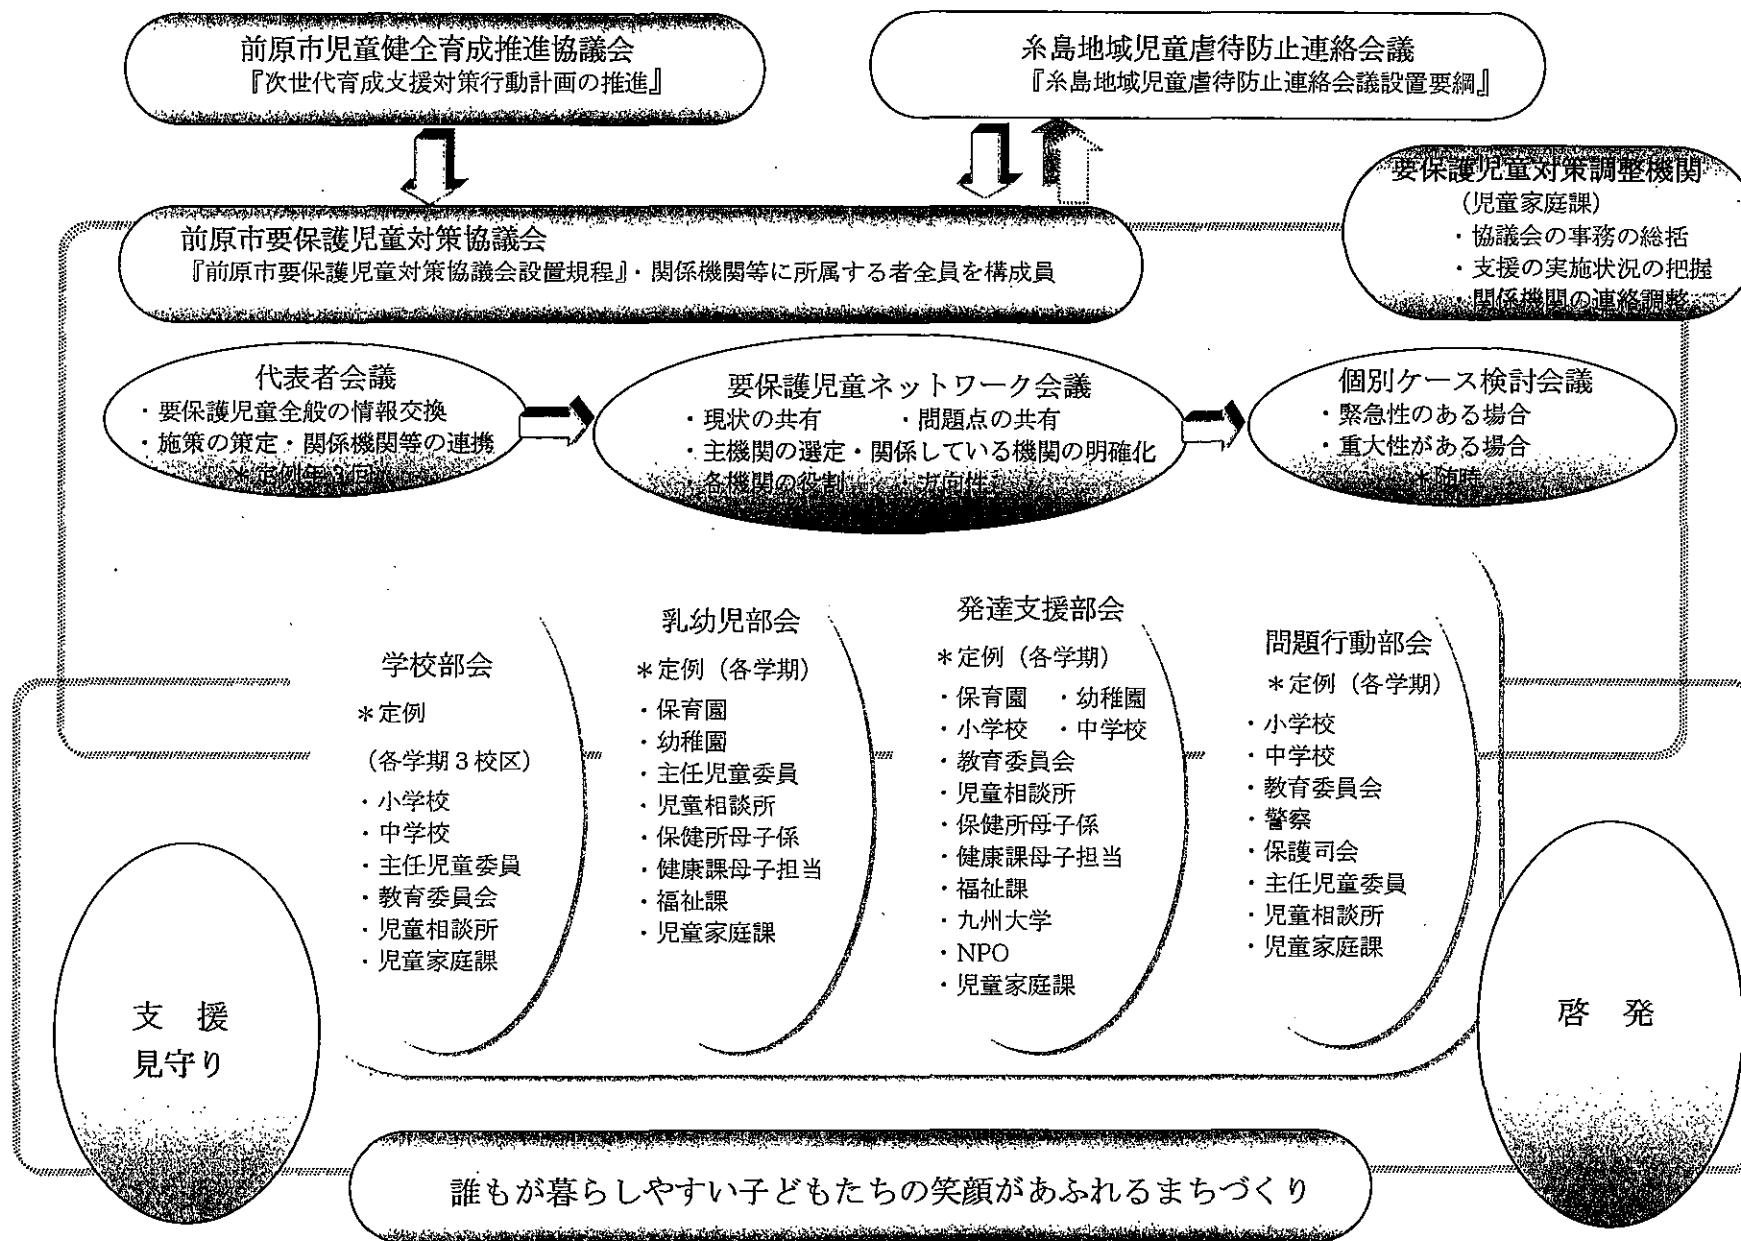 前原市児童健全育成推進協議会
『次世代育成支援対策行動計画の推進』
糸島地域児童虐待防止連絡会議
『糸島地域児童虐待防止連絡会議設置要綱』
要保護児童対策調整機関
(児童家庭課)
・協議会の事務の総括
・支援の実施状況の把握
・関係機関の連絡調整
前原市要保護児童対策協議会
『前原市要保護児童対策協議会設置規程』・関係機関等に所属する者全員を構成員
代表者会議
・要保護児童全般の情報交換
・施策の策定・関係機関等の連携
＊定例年
要保護児童ネットワーク会議
・現状の共有 ・問題点の共有
・主機関の選定・関係している機関の明確化
・各機関の役割 ・方向性
個別ケース検討会議
・緊急性のある場合
・重大性がある場合
＊随時
学校部会
＊定例
(各学期３校区)
・小学校
・中学校
・主任児童委員
・教育委員会
・児童相談所
・児童家庭課
乳幼児部会
＊定例（各学期）
・保育園
・幼稚園
・主任児童委員
・児童相談所
・保健所母子係
・健康課母子担当
・福祉課
・児童家庭課
発達支援部会
＊定例（各学期）
・保育園 ・幼稚園
・小学校 ・中学校
・教育委員会
・児童相談所
・保健所母子係
・健康課母子担当
・福祉課
・九州大学
・NPO
・児童家庭課
問題行動部会
＊定例（各学期）
・小学校
・中学校
・教育委員会
・警察
・保護司会
・主任児童委員
・児童相談所
・児童家庭課
支 援
見守り
啓 発
誰もが暮らしやすい子どもたちの笑顔があふれるまちづくり